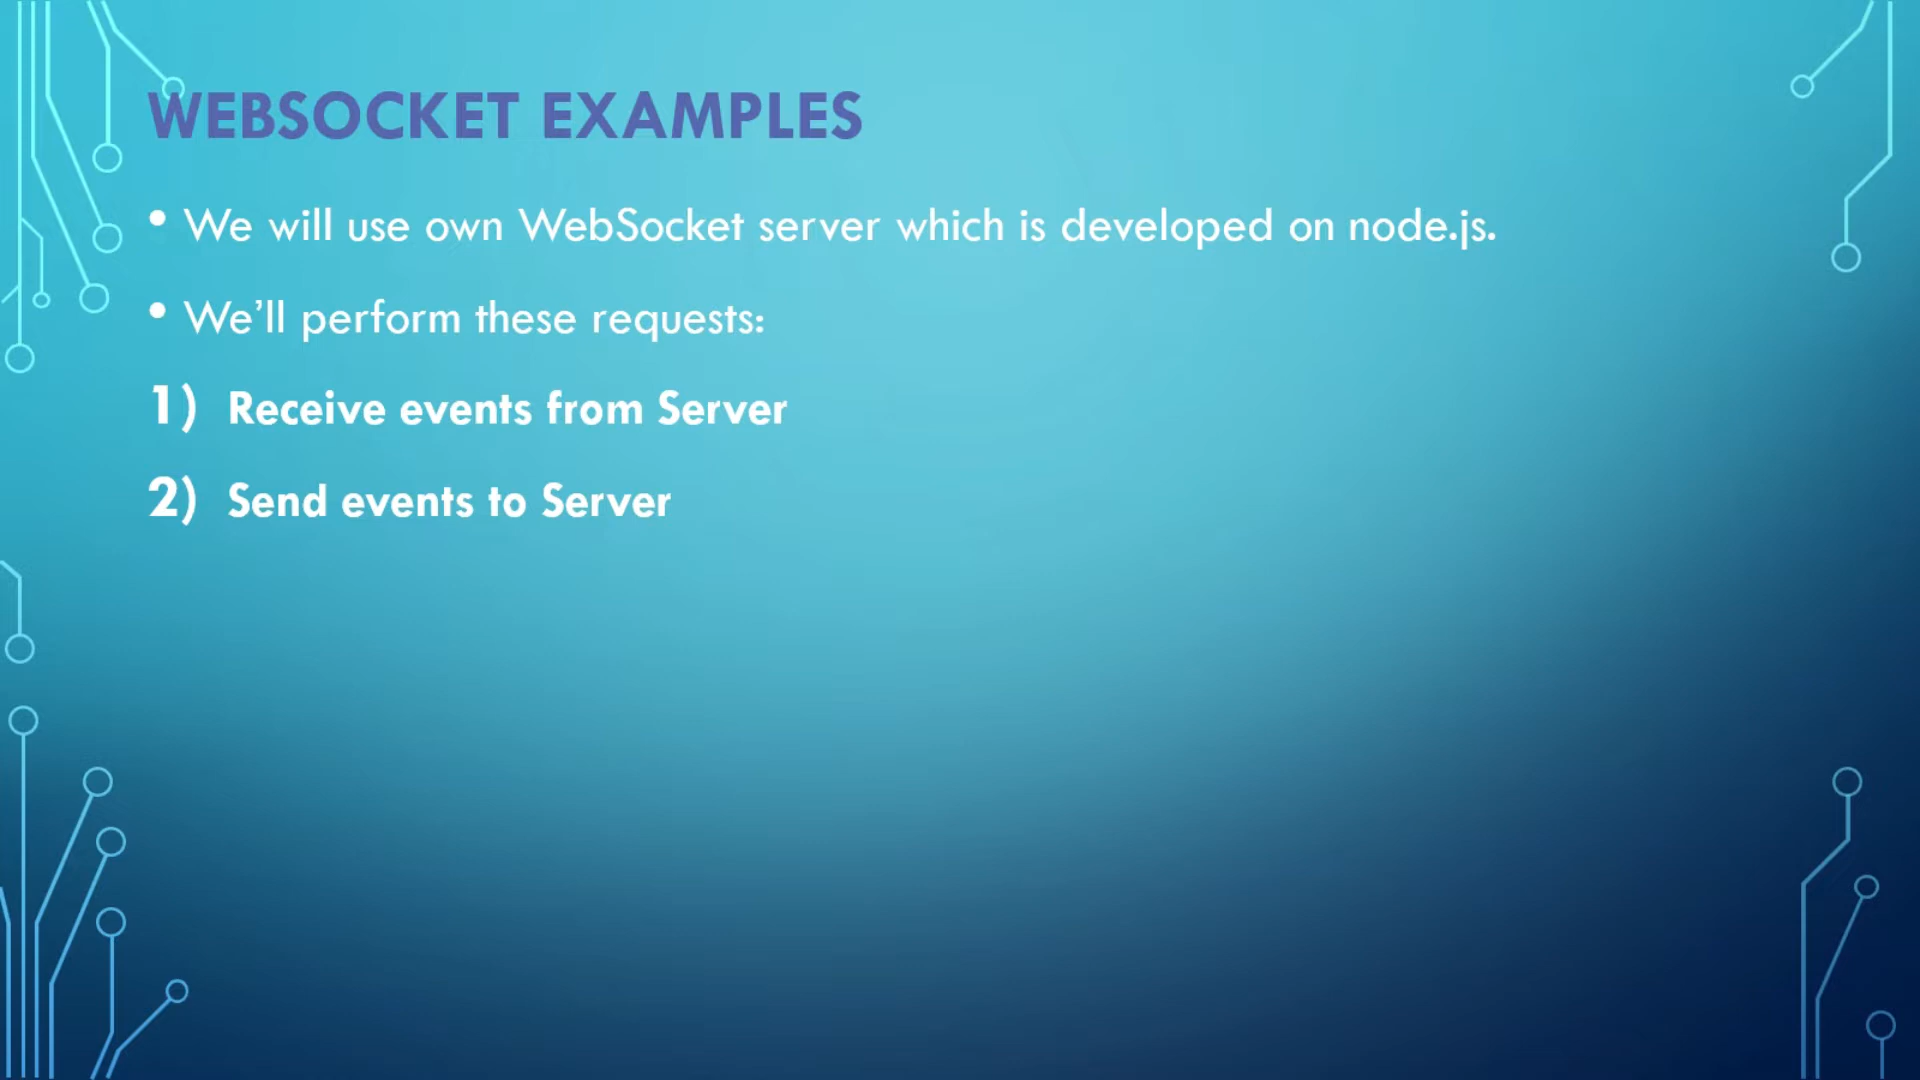 WEBSOCKET EXAMPLES
• We will use own WebSocket server which is developed on node.js.
• We’ll perform these requests:
1) Receive events from Server
2) Send events to Server